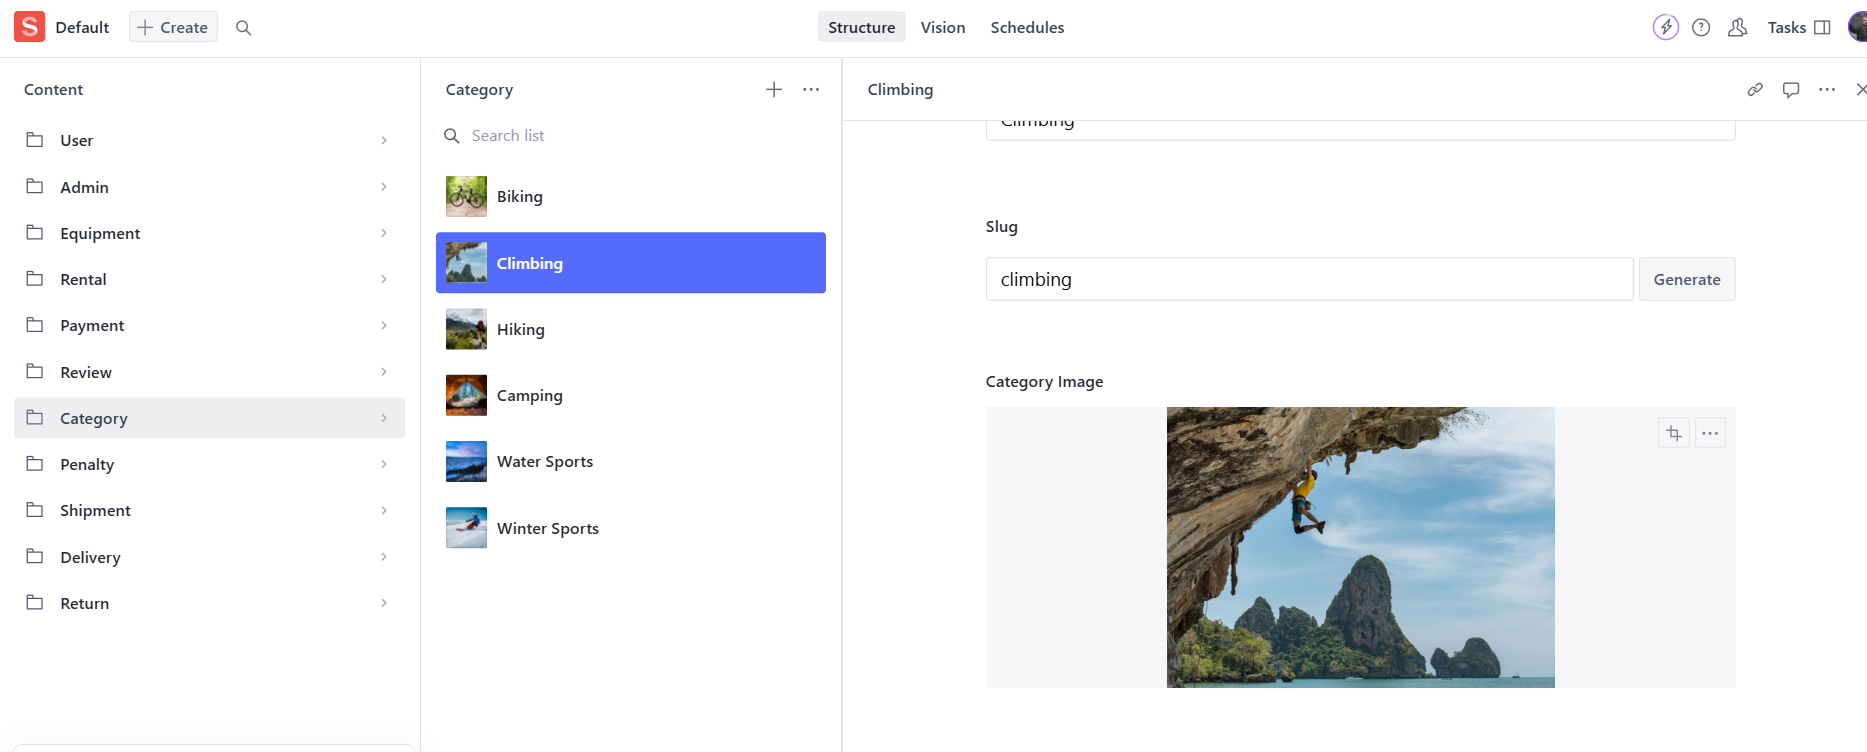 S Default
Create
Structure
Vision
Schedules
Tasks
Content
User
Admin
Equipment
Rental
Payment
Review
Category
Penalty
Shipment
Delivery
Return
Category
Search list
Biking
Climbing
Hiking
Camping
Water Sports
Winter Sports
Climbing
Climbing
Slug
climbing
Generate
Category Image